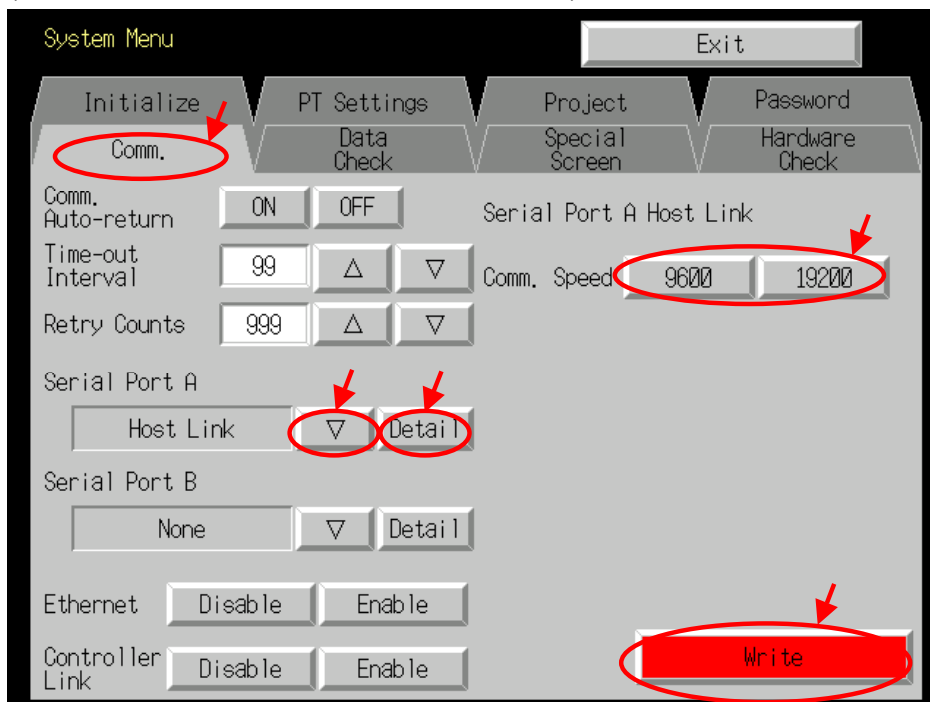 System Menu
Exit
Initialize
PT Settings
Project
Password
Comm.
Data
Check
Special
Screen
Hardware
Check
Comm.
Auto-return
ON
OFF
Serial Port A Host Link
Time-out
Interval
99
△
▽
Comm. Speed
9600
19200
Retry Counts
999
△
▽
Serial Port A
Host Link
▽
Detail
Serial Port B
None
▽
Detail
Ethernet
Disable
Enable
Controller
Link
Disable
Enable
Write